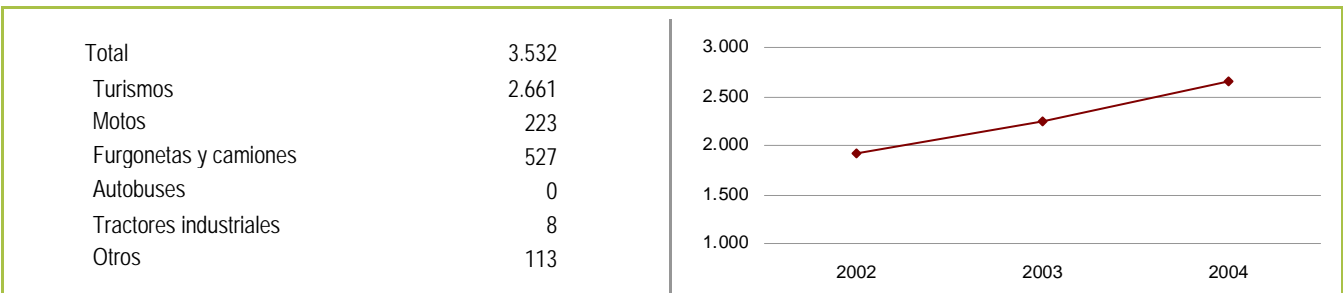 Total 3.532
Turismos 2.661
Motos 223
Furgonetas y camiones 527
Autobuses 0
Tractores industriales 8
Otros 113
3.000
2.500
2.000
1.500
1.000
2002 2003 2004